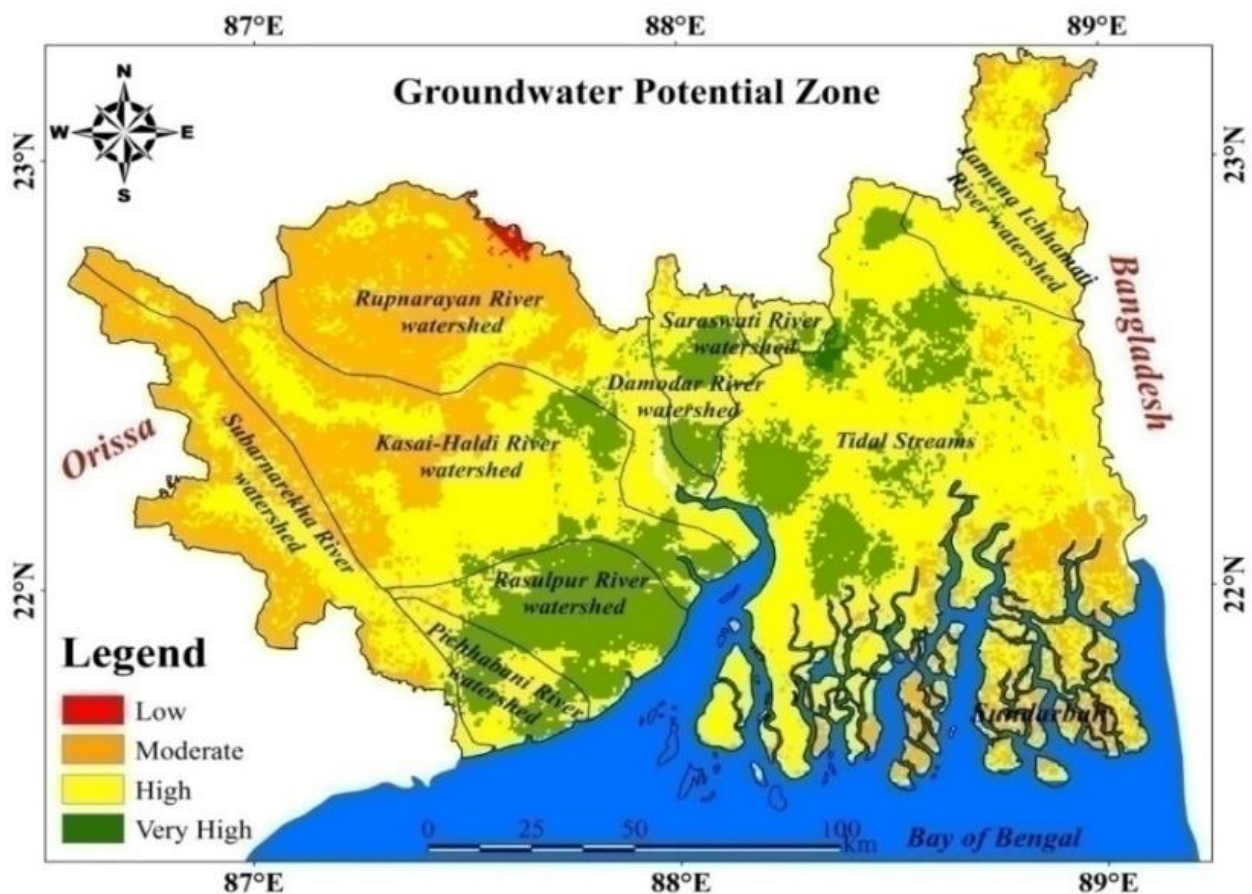 87°E 88°E 89°E
Groundwater Potential Zone
N
W E
S
23°N 23°N
Jamuna Ichhamati
River watershed
Rupnarayan River
watershed
Saraswati River
watershed
Bangladesh
Damodar River
watershed
Orissa
Kasai-Haldi River
watershed
Tidal Streams
Subarnarekha River
watershed
22°N 22°N
Rasulpur River
watershed
Pichhabani River
watershed
Legend
Low
Moderate
High
Very High
Sundarban
0 25 50 100
km
Bay of Bengal
87°E 88°E 89°E